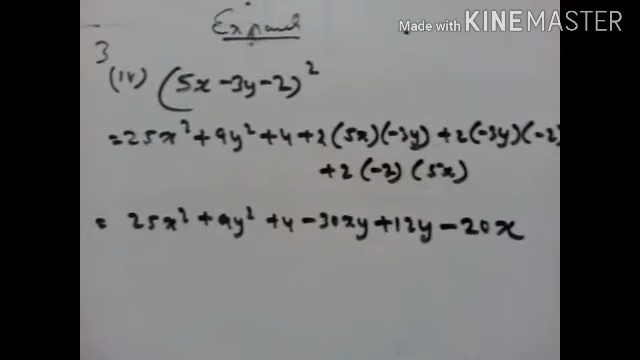 Made with KINEMASTER
Expand
3
(iv) (5x - 3y - 2)²
= 25x² + 9y² + 4 + 2(5x)(-3y) + 2(-3y)(-2)
+ 2(-2)(5x)
= 25x² + 9y² + 4 - 30xy + 12y - 20x